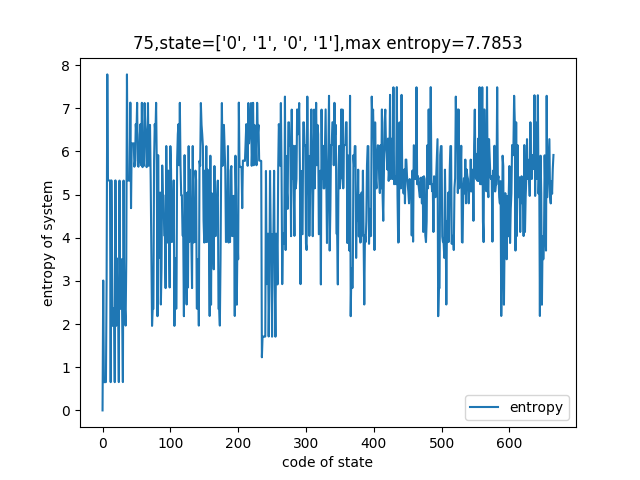 75,state=['0', '1', '0', '1'],max entropy=7.7853
8
7
6
5
4
3
2
1
0
entropy of system
entropy
0 100 200 300 400 500 600
code of state